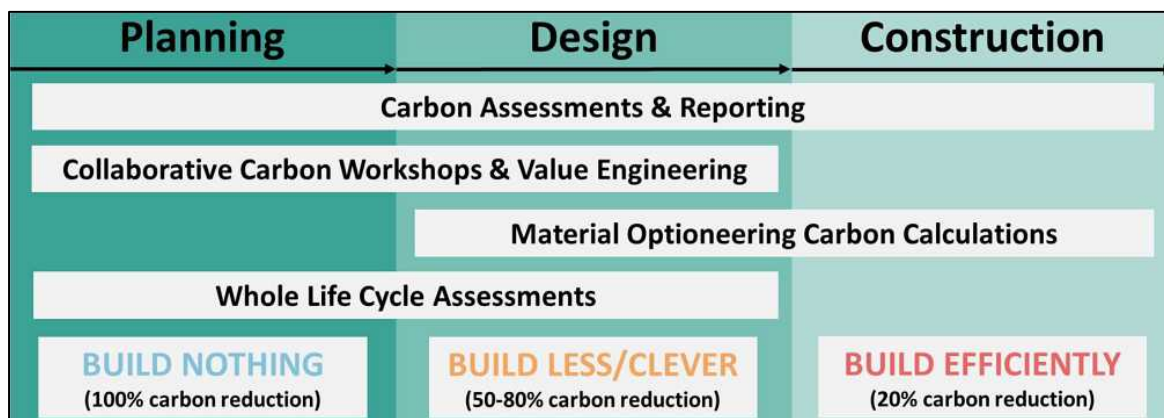 Planning
Design
Construction
Carbon Assessments & Reporting
Collaborative Carbon Workshops & Value Engineering
Material Optioneering Carbon Calculations
Whole Life Cycle Assessments
BUILD NOTHING
(100% carbon reduction)
BUILD LESS/CLEVER
(50-80% carbon reduction)
BUILD EFFICIENTLY
(20% carbon reduction)